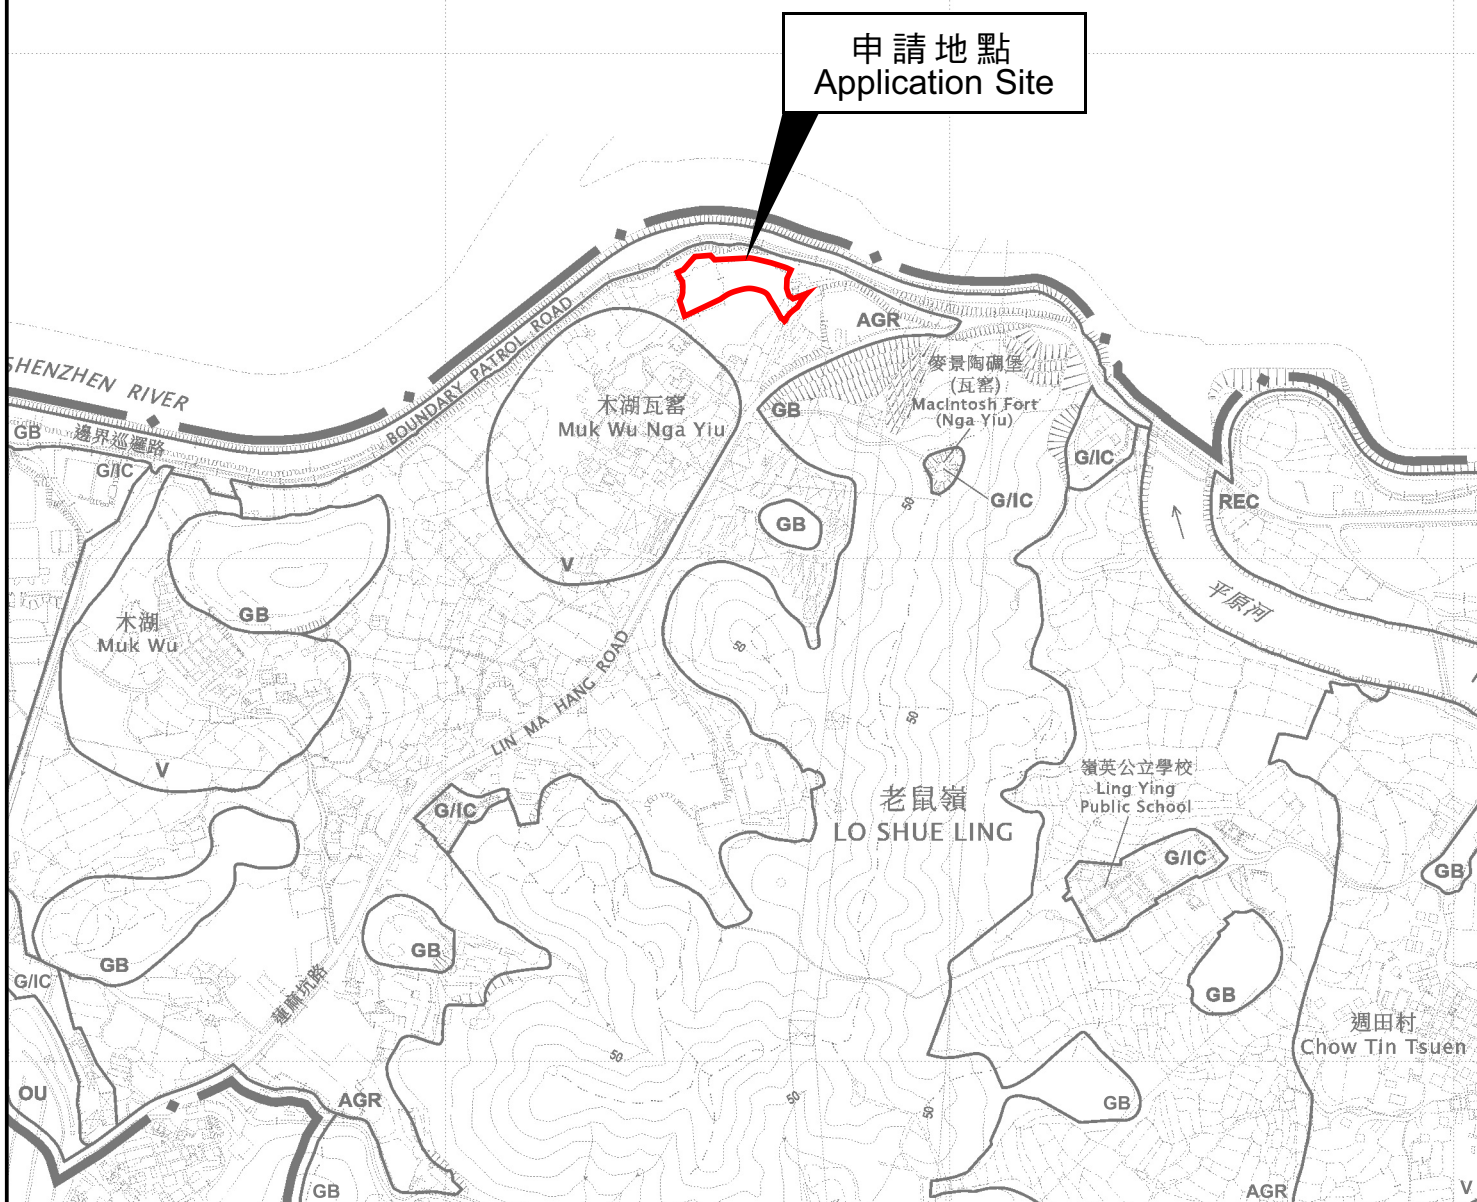 申請地點
Application Site
SHENZHEN RIVER
BOUNDARY PATROL ROAD
邊界巡邏路
GB
G/IC
AGR
麥景陶碉堡
(瓦窰)
MacIntosh Fort
(Nga Yiu)
木湖瓦窰
Muk Wu Nga Yiu
GB
G/IC
G/IC
REC
50
GB
V
平原河
GB
木湖
Muk Wu
50
LIN MA HANG ROAD
50
V
嶺英公立學校
Ling Ying
Public School
老鼠嶺
LO SHUE LING
G/IC
G/IC
GB
GB
GB
G/IC
蓮麻坑路
GB
週田村
Chow Tin Tsuen
50
OU
AGR
50
50
GB
GB
AGR
V